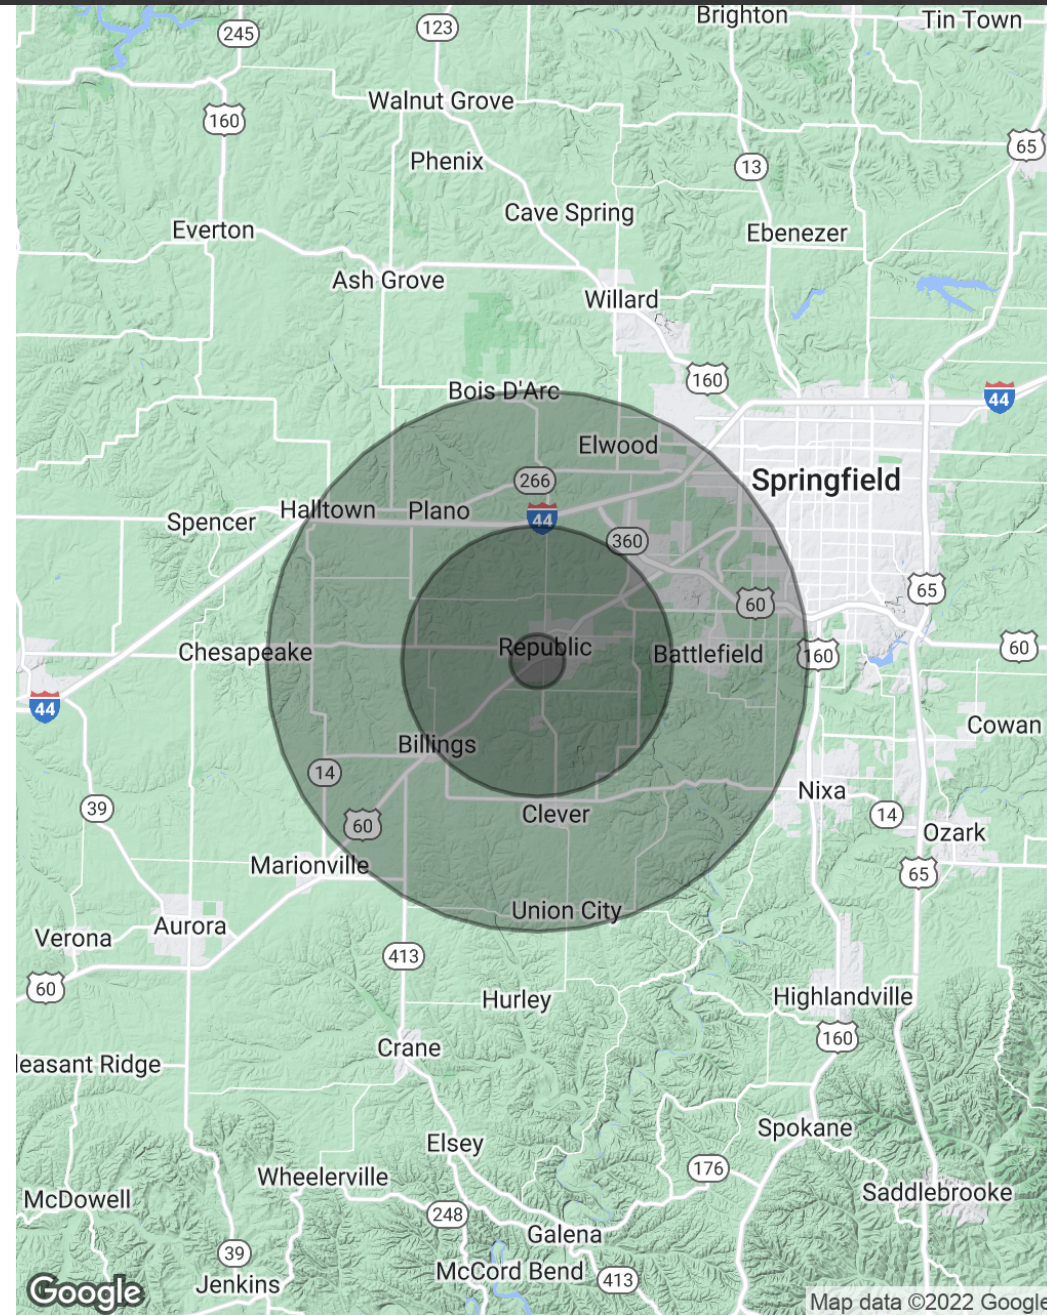 Brighton
Tin Town
245
123
Walnut Grove
160
65
Phenix
13
Cave Spring
Everton
Ebenezer
Ash Grove
Willard
160
Bois D'Arc
44
Elwood
266
Springfield
Halltown
Plano
Spencer
44
360
65
60
Republic
60
Chesapeake
Battlefield
160
44
Cowan
Billings
14
Nixa
39
Clever
14
60
Ozark
Marionville
65
Union City
Aurora
Verona
413
60
Highlandville
Hurley
160
Crane
leasant Ridge
Spokane
Elsey
176
Wheelerville
Saddlebrooke
McDowell
248
Galena
39
McCord Bend
413
Jenkins
Google
Map data ©2022 Google